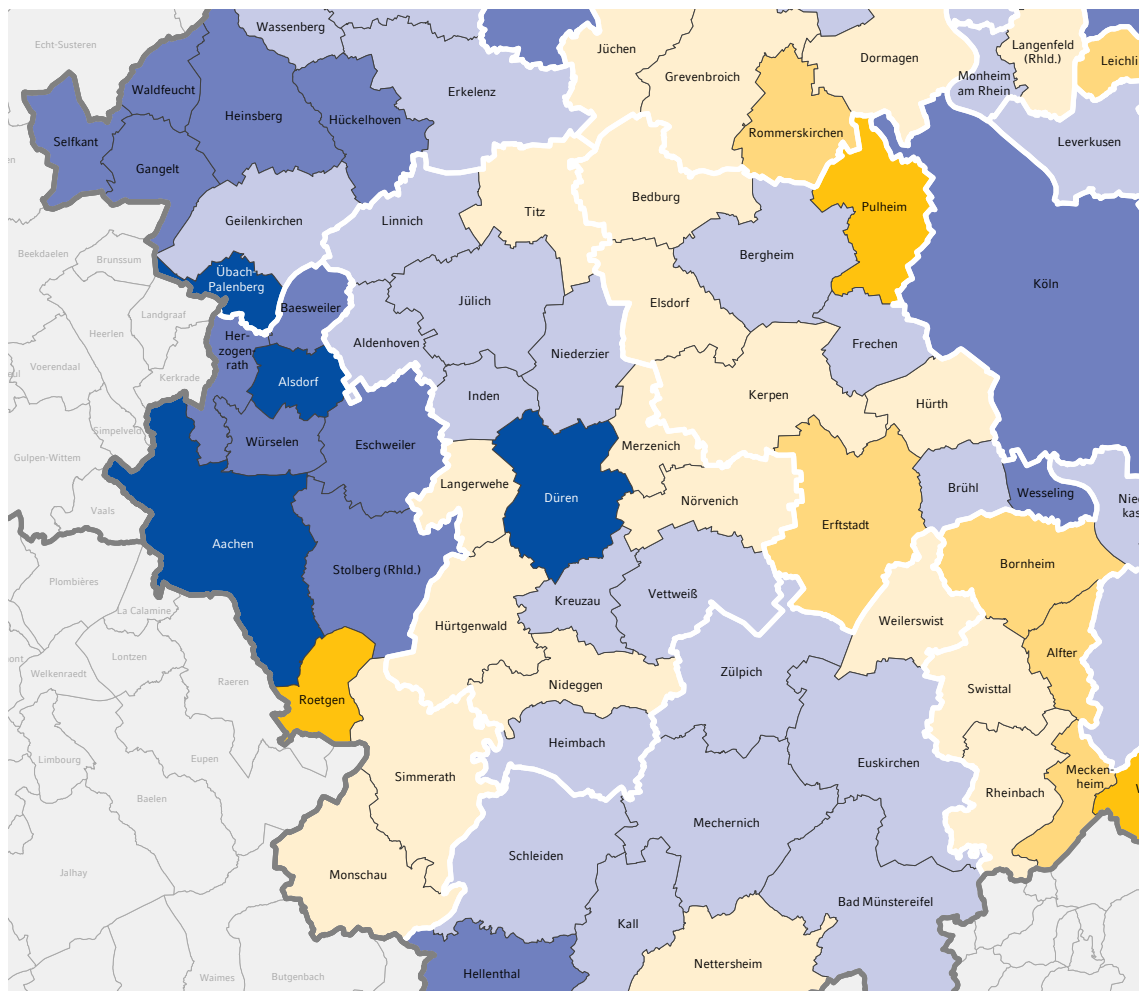 Wassenberg
Echt-Susteren
Jüchen
Dormagen
Langenfeld
(Rhld.)
Leichli
Grevenbroich
Monheim
am Rhein
Waldfeucht
Erkelenz
Heinsberg
Hückelhoven
Rommerskirchen
Selfkant
Leverkusen
Gangelt
Bedburg
Titz
Pulheim
Geilenkirchen
Linnich
Beekdaelen
Brunssum
Bergheim
Übach-
Palenberg
Köln
Jülich
Elsdorf
Baesweiler
Landgraaf
Heerlen
Her-
zogen-
rath
Aldenhoven
Frechen
Niederzier
Voerendaal
Kerkrade
Alsdorf
Inden
Kerpen
Hürth
Simpelveld
Würselen
Eschweiler
Merzenich
Gulpen-Wittem
Langerwehe
Düren
Nörvenich
Brühl
Wesseling
Nie
kas
Vaals
Erftstadt
Aachen
Stolberg (Rhld.)
Bornheim
Plombières
Kreuzau
Vettweiß
La Calamine
Hürtgenwald
Weilerswist
Lontzen
Alfter
Welkenraedt
Zülpich
Raeren
Nideggen
Swisttal
Roetgen
Heimbach
Limbourg
Eupen
Euskirchen
Simmerath
Mecken-
heim
Rheinbach
Baelen
Mechernich
Schleiden
Jalhay
Monschau
Bad Münstereifel
Kall
Nettersheim
Hellenthal
Waimes
Butgenbach